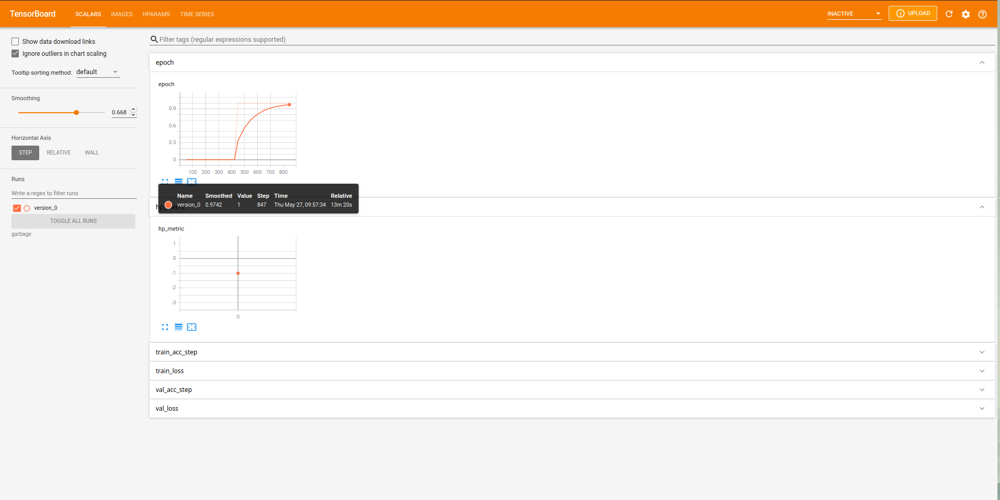 TensorBoard SCALARS IMAGES HPARAMS TIME SERIES INACTIVE UPLOAD
Show data download links
Ignore outliers in chart scaling
Tooltip sorting method: default
Smoothing
0.668
Horizontal Axis
STEP RELATIVE WALL
Runs
Write a regex to filter runs
version_0
TOGGLE ALL RUNS
garbage
Filter tags (regular expressions supported)
epoch
epoch
0.9
0.6
0.3
0
100 200 300 400 500 600 700 800
Name Smoothed Value Step Time Relative
version_0 0.9742 1 847 Thu May 27, 09:57:34 13m 20s
hp_metric
hp_metric
1
0
-1
-2
-3
0
train_acc_step
train_loss
val_acc_step
val_loss